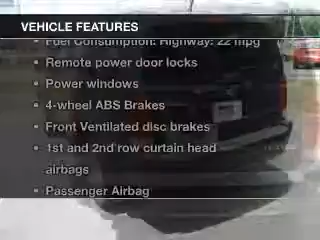 VEHICLE FEATURES
• Fuel Consumption: Highway: 22 mpg
• Remote power door locks
• Power windows
• 4-wheel ABS Brakes
• Front Ventilated disc brakes
• 1st and 2nd row curtain head
airbags
• Passenger Airbag